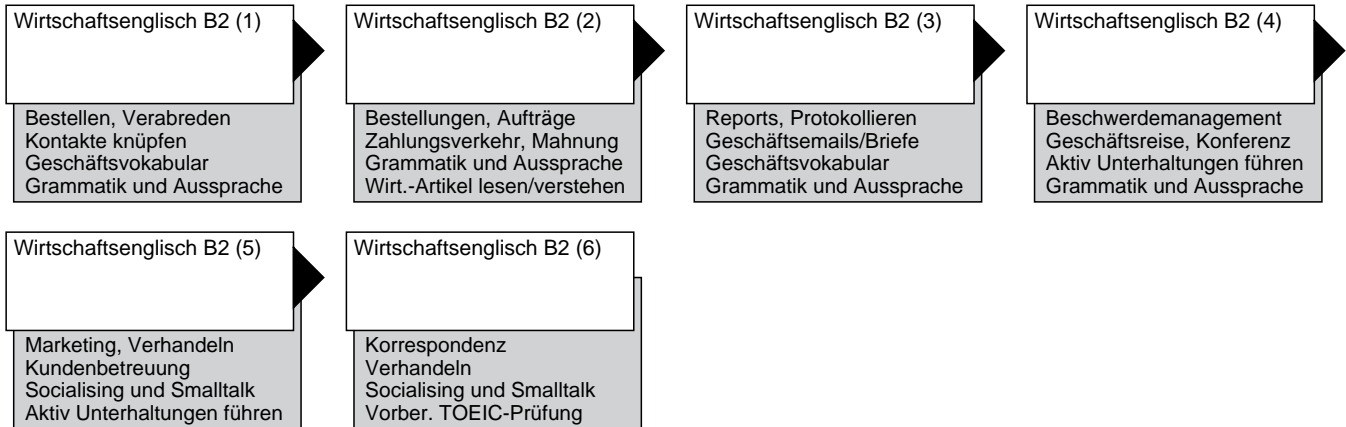 Wirtschaftsenglisch B2 (1)
Bestellen, Verabreden
Kontakte knüpfen
Geschäftsvokabular
Grammatik und Aussprache
Wirtschaftsenglisch B2 (2)
Bestellungen, Aufträge
Zahlungsverkehr, Mahnung
Grammatik und Aussprache
Wirt.-Artikel lesen/verstehen
Wirtschaftsenglisch B2 (3)
Reports, Protokollieren
Geschäftsemails/Briefe
Geschäftsvokabular
Grammatik und Aussprache
Wirtschaftsenglisch B2 (4)
Beschwerdemanagement
Geschäftsreise, Konferenz
Aktiv Unterhaltungen führen
Grammatik und Aussprache
Wirtschaftsenglisch B2 (5)
Marketing, Verhandeln
Kundenbetreuung
Socialising und Smalltalk
Aktiv Unterhaltungen führen
Wirtschaftsenglisch B2 (6)
Korrespondenz
Verhandeln
Socialising und Smalltalk
Vorber. TOEIC-Prüfung